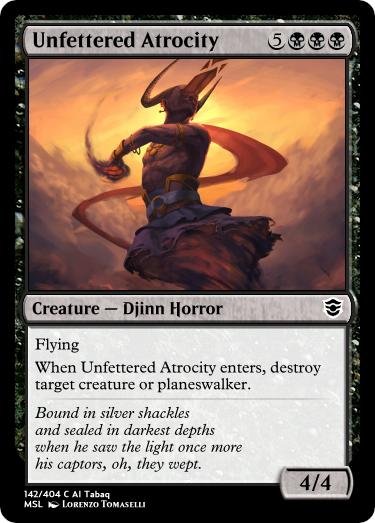 Unfettered Atrocity 5
Creature — Djinn Horror
Flying
When Unfettered Atrocity enters, destroy
target creature or planeswalker.
Bound in silver shackles
and sealed in darkest depths
when he saw the light once more
his captors, oh, they wept.
4/4
142/404 C Al Tabaq
MSL Lorenzo Tomaselli